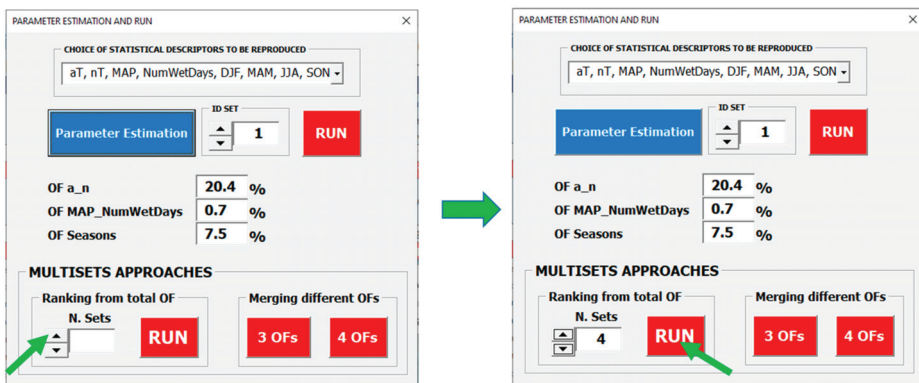 PARAMETER ESTIMATION AND RUN
CHOICE OF STATISTICAL DESCRIPTORS TO BE REPRODUCED
aT, nT, MAP, NumWetDays, DJF, MAM, JJA, SON
ID SET
Parameter Estimation 1 RUN
OF a_n 20.4 %
OF MAP_NumWetDays 0.7 %
OF Seasons 7.5 %
MULTISETS APPROACHES
Ranking from total OF Merging different OFs
N. Sets
RUN 3 OFs 4 OFs
PARAMETER ESTIMATION AND RUN
CHOICE OF STATISTICAL DESCRIPTORS TO BE REPRODUCED
aT, nT, MAP, NumWetDays, DJF, MAM, JJA, SON
ID SET
Parameter Estimation 1 RUN
OF a_n 20.4 %
OF MAP_NumWetDays 0.7 %
OF Seasons 7.5 %
MULTISETS APPROACHES
Ranking from total OF Merging different OFs
N. Sets
4 RUN 3 OFs 4 OFs